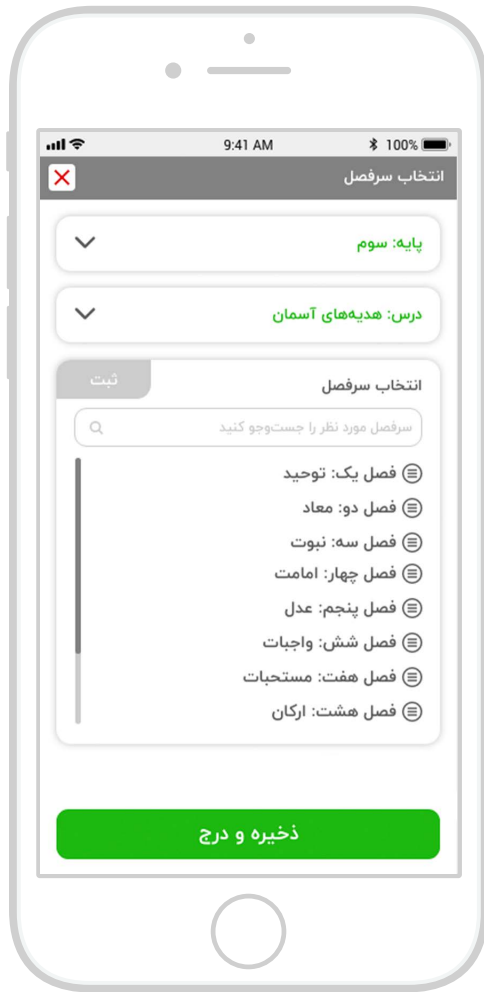 9:41 AM
100%
انتخاب سرفصل
پایه: سوم
درس: هدیه‌های آسمان
انتخاب سرفصل
ثبت
سرفصل مورد نظر را جست‌وجو کنید
فصل یک: توحید
فصل دو: معاد
فصل سه: نبوت
فصل چهار: امامت
فصل پنجم: عدل
فصل شش: واجبات
فصل هفت: مستحبات
فصل هشت: ارکان
ذخیره و درج